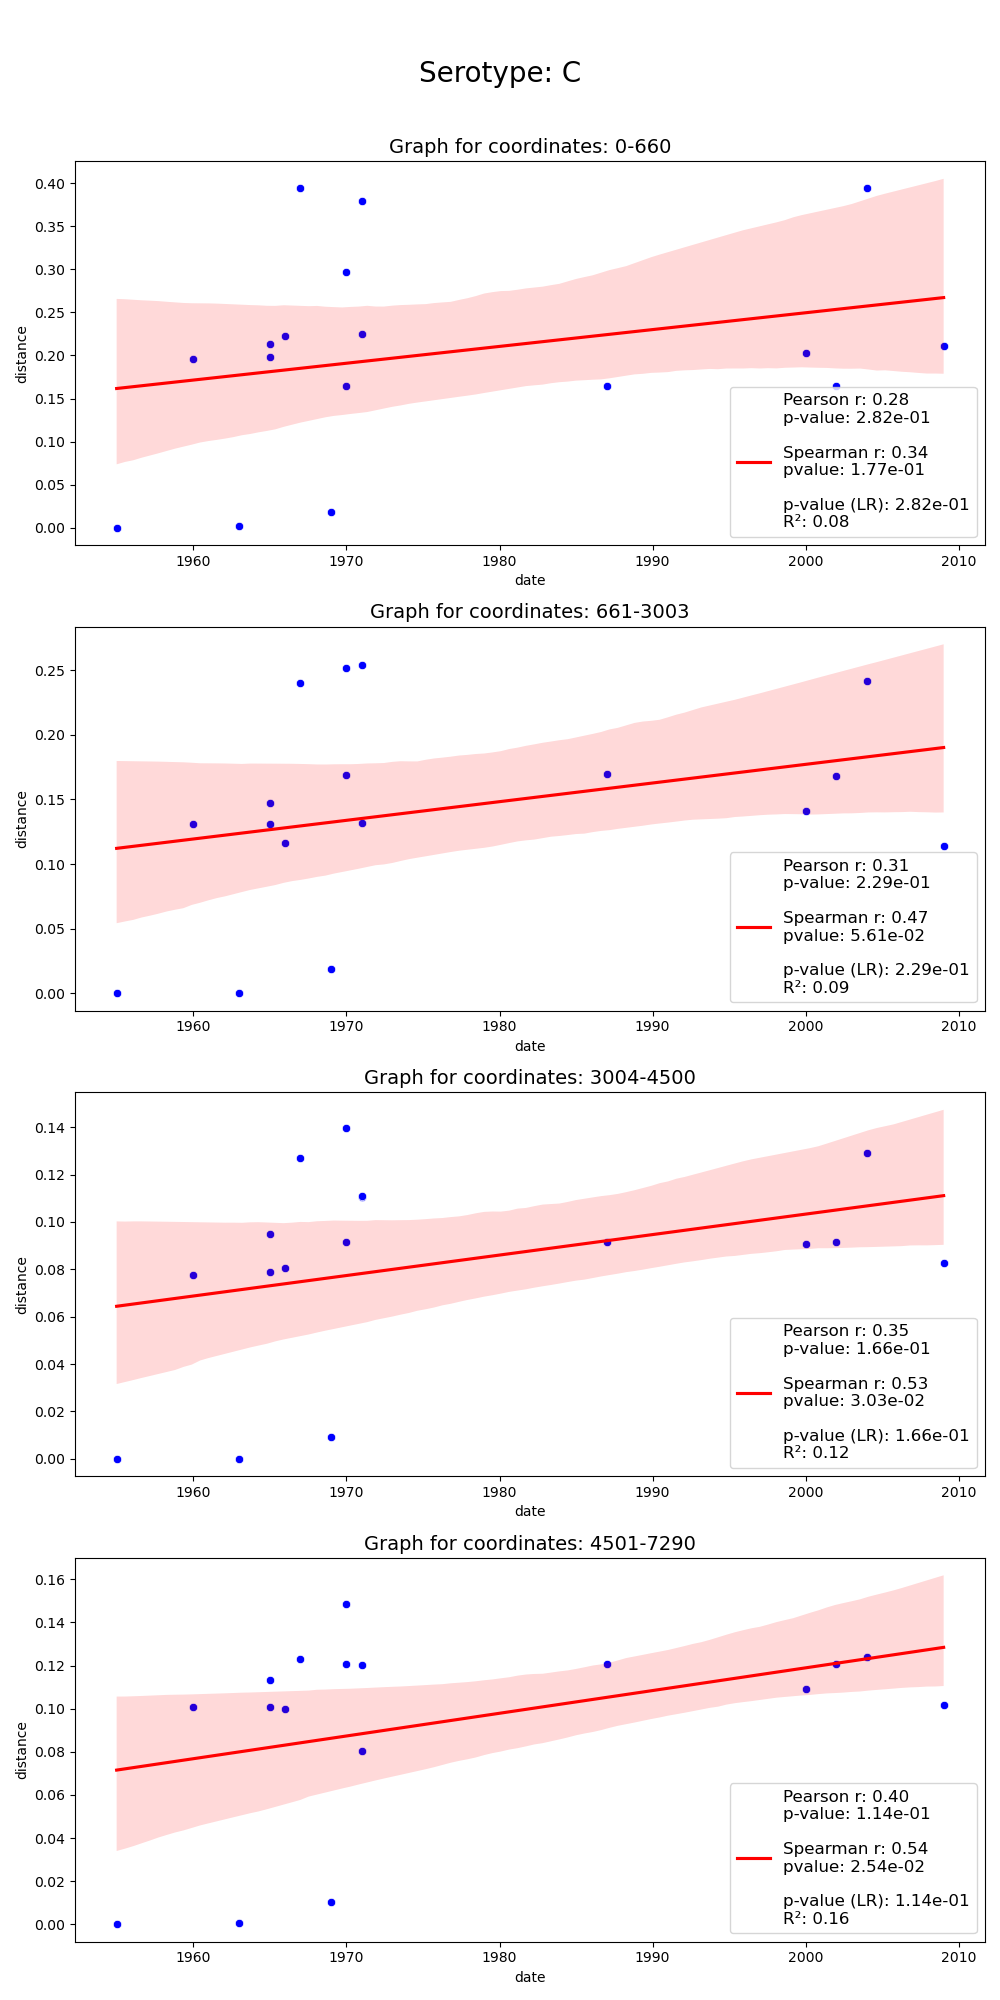 Serotype: C
Graph for coordinates: 0-660
0.40
0.35
0.30
0.25
0.20
0.15
0.10
0.05
0.00
distance
Pearson r: 0.28
p-value: 2.82e-01
Spearman r: 0.34
pvalue: 1.77e-01
p-value (LR): 2.82e-01
R²: 0.08
1960 1970 1980 1990 2000 2010
date
Graph for coordinates: 661-3003
0.25
0.20
0.15
0.10
0.05
0.00
distance
Pearson r: 0.31
p-value: 2.29e-01
Spearman r: 0.47
pvalue: 5.61e-02
p-value (LR): 2.29e-01
R²: 0.09
1960 1970 1980 1990 2000 2010
date
Graph for coordinates: 3004-4500
0.14
0.12
0.10
0.08
0.06
0.04
0.02
0.00
distance
Pearson r: 0.35
p-value: 1.66e-01
Spearman r: 0.53
pvalue: 3.03e-02
p-value (LR): 1.66e-01
R²: 0.12
1960 1970 1980 1990 2000 2010
date
Graph for coordinates: 4501-7290
0.16
0.14
0.12
0.10
0.08
0.06
0.04
0.02
0.00
distance
Pearson r: 0.40
p-value: 1.14e-01
Spearman r: 0.54
pvalue: 2.54e-02
p-value (LR): 1.14e-01
R²: 0.16
1960 1970 1980 1990 2000 2010
date